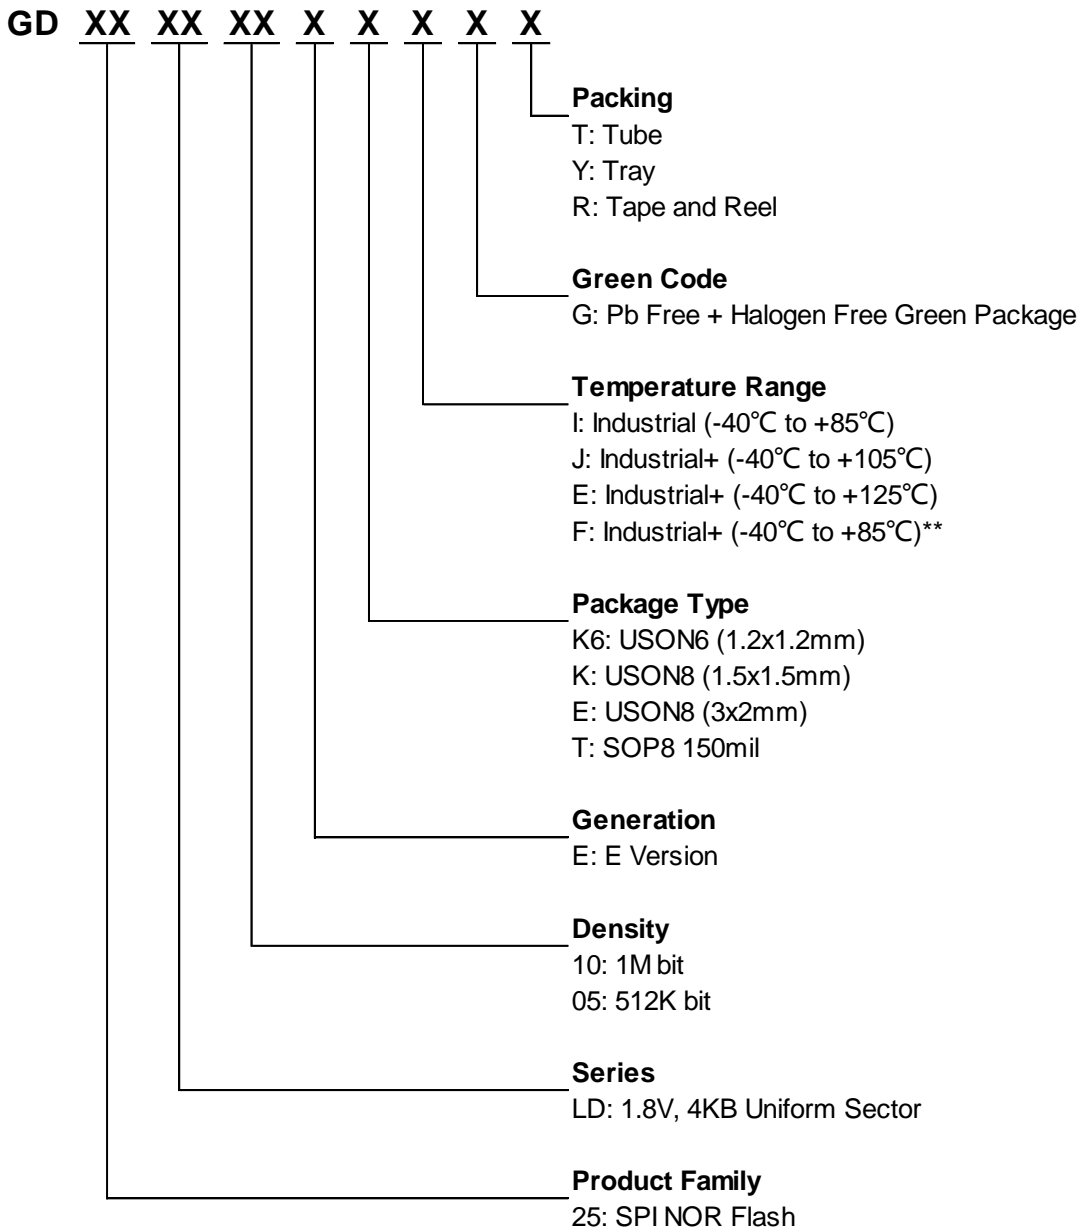 GD XX XX XX X X X X X
Packing
T: Tube
Y: Tray
R: Tape and Reel
Green Code
G: Pb Free + Halogen Free Green Package
Temperature Range
I: Industrial (-40℃ to +85℃)
J: Industrial+ (-40℃ to +105℃)
E: Industrial+ (-40℃ to +125℃)
F: Industrial+ (-40℃ to +85℃)**
Package Type
K6: USON6 (1.2x1.2mm)
K: USON8 (1.5x1.5mm)
E: USON8 (3x2mm)
T: SOP8 150mil
Generation
E: E Version
Density
10: 1M bit
05: 512K bit
Series
LD: 1.8V, 4KB Uniform Sector
Product Family
25: SPI NOR Flash